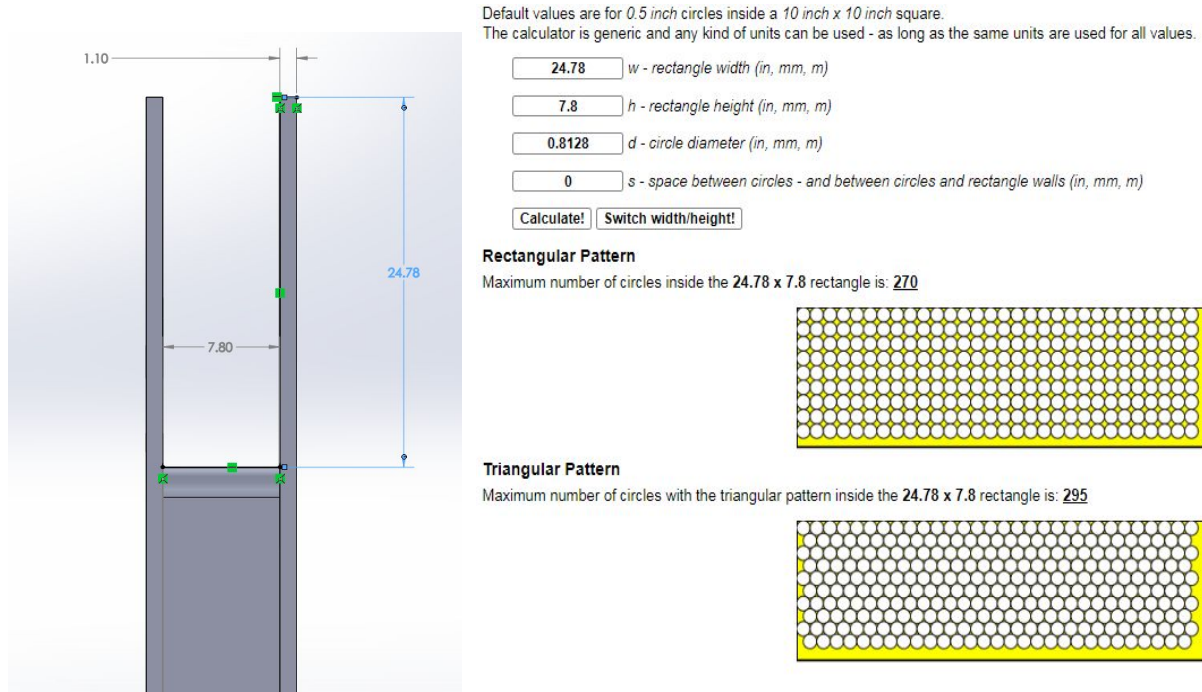 1.10
24.78
7.80
Default values are for 0.5 inch circles inside a 10 inch x 10 inch square.
The calculator is generic and any kind of units can be used - as long as the same units are used for all values.
24.78 w - rectangle width (in, mm, m)
7.8 h - rectangle height (in, mm, m)
0.8128 d - circle diameter (in, mm, m)
0 s - space between circles - and between circles and rectangle walls (in, mm, m)
Calculate! Switch width/height!
Rectangular Pattern
Maximum number of circles inside the 24.78 x 7.8 rectangle is: 270
Triangular Pattern
Maximum number of circles with the triangular pattern inside the 24.78 x 7.8 rectangle is: 295